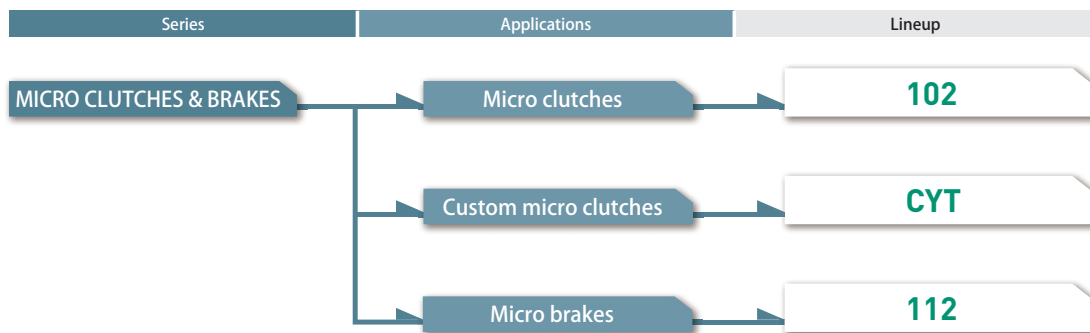 Series
Applications
Lineup
MICRO CLUTCHES & BRAKES
Micro clutches
102
Custom micro clutches
CYT
Micro brakes
112